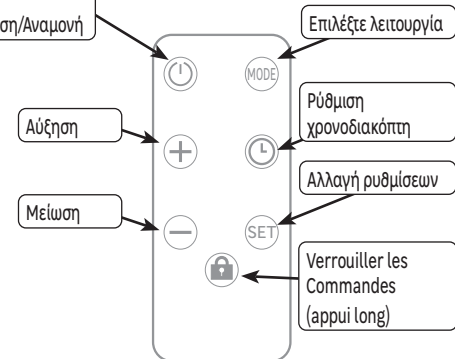 ση/Αναμονή
Επιλέξτε λειτουργία
MODE
Ρύθμιση
χρονοδιακόπτη
Αύξηση
Αλλαγή ρυθμίσεων
Μείωση
SET
Verrouiller les
Commandes
(appui long)